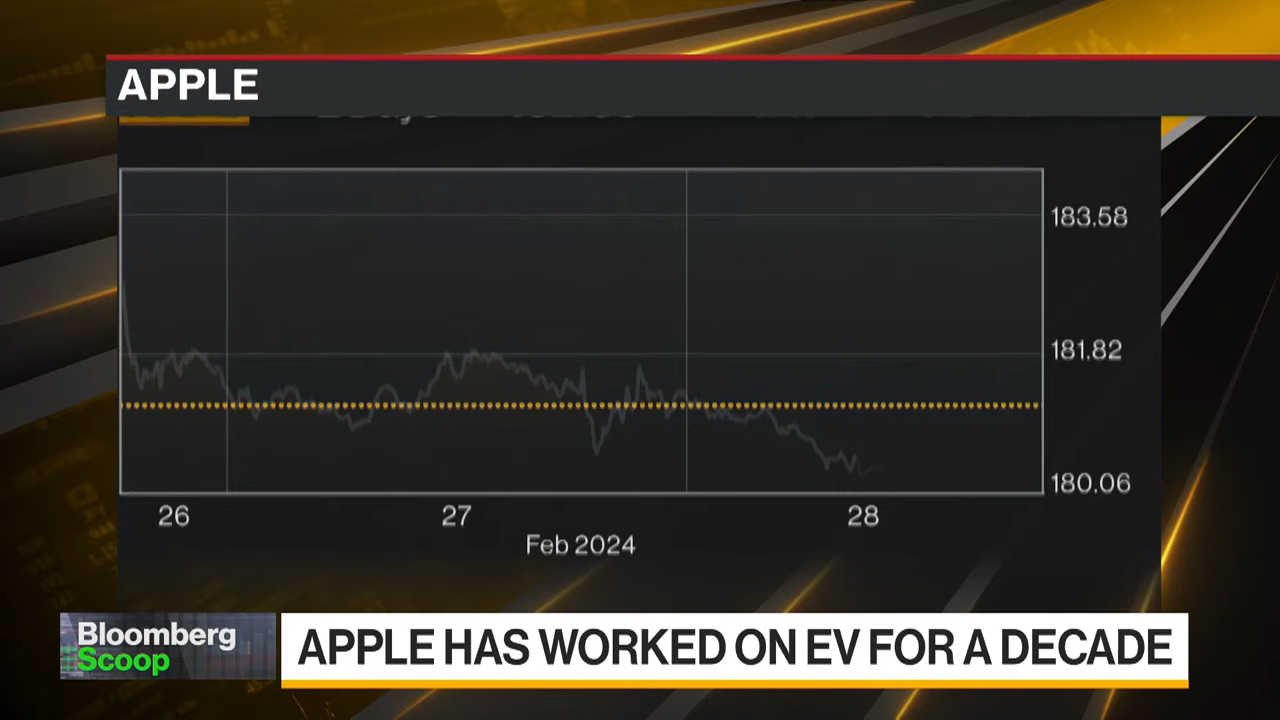 APPLE
183.58
181.82
180.06
26 27 28
Feb 2024
Bloomberg
Scoop
APPLE HAS WORKED ON EV FOR A DECADE